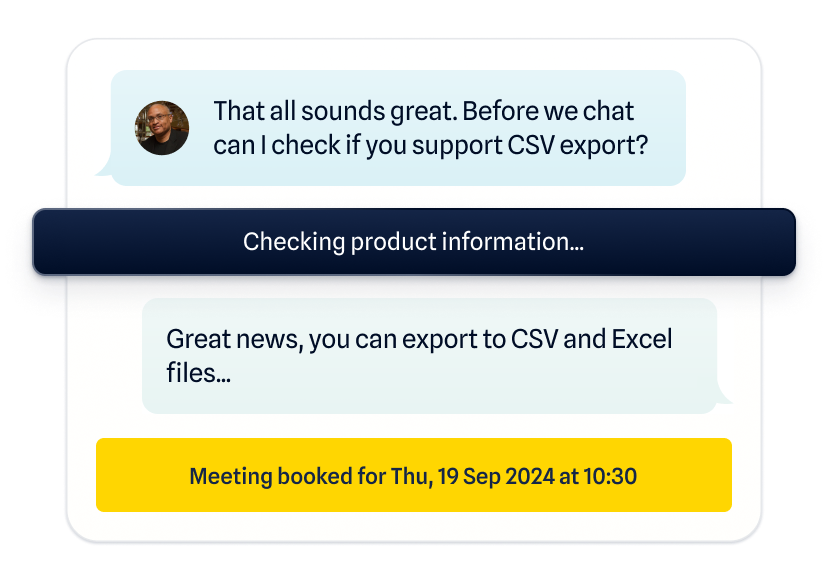 That all sounds great. Before we chat
can I check if you support CSV export?
Checking product information...
Great news, you can export to CSV and Excel
files...
Meeting booked for Thu, 19 Sep 2024 at 10:30